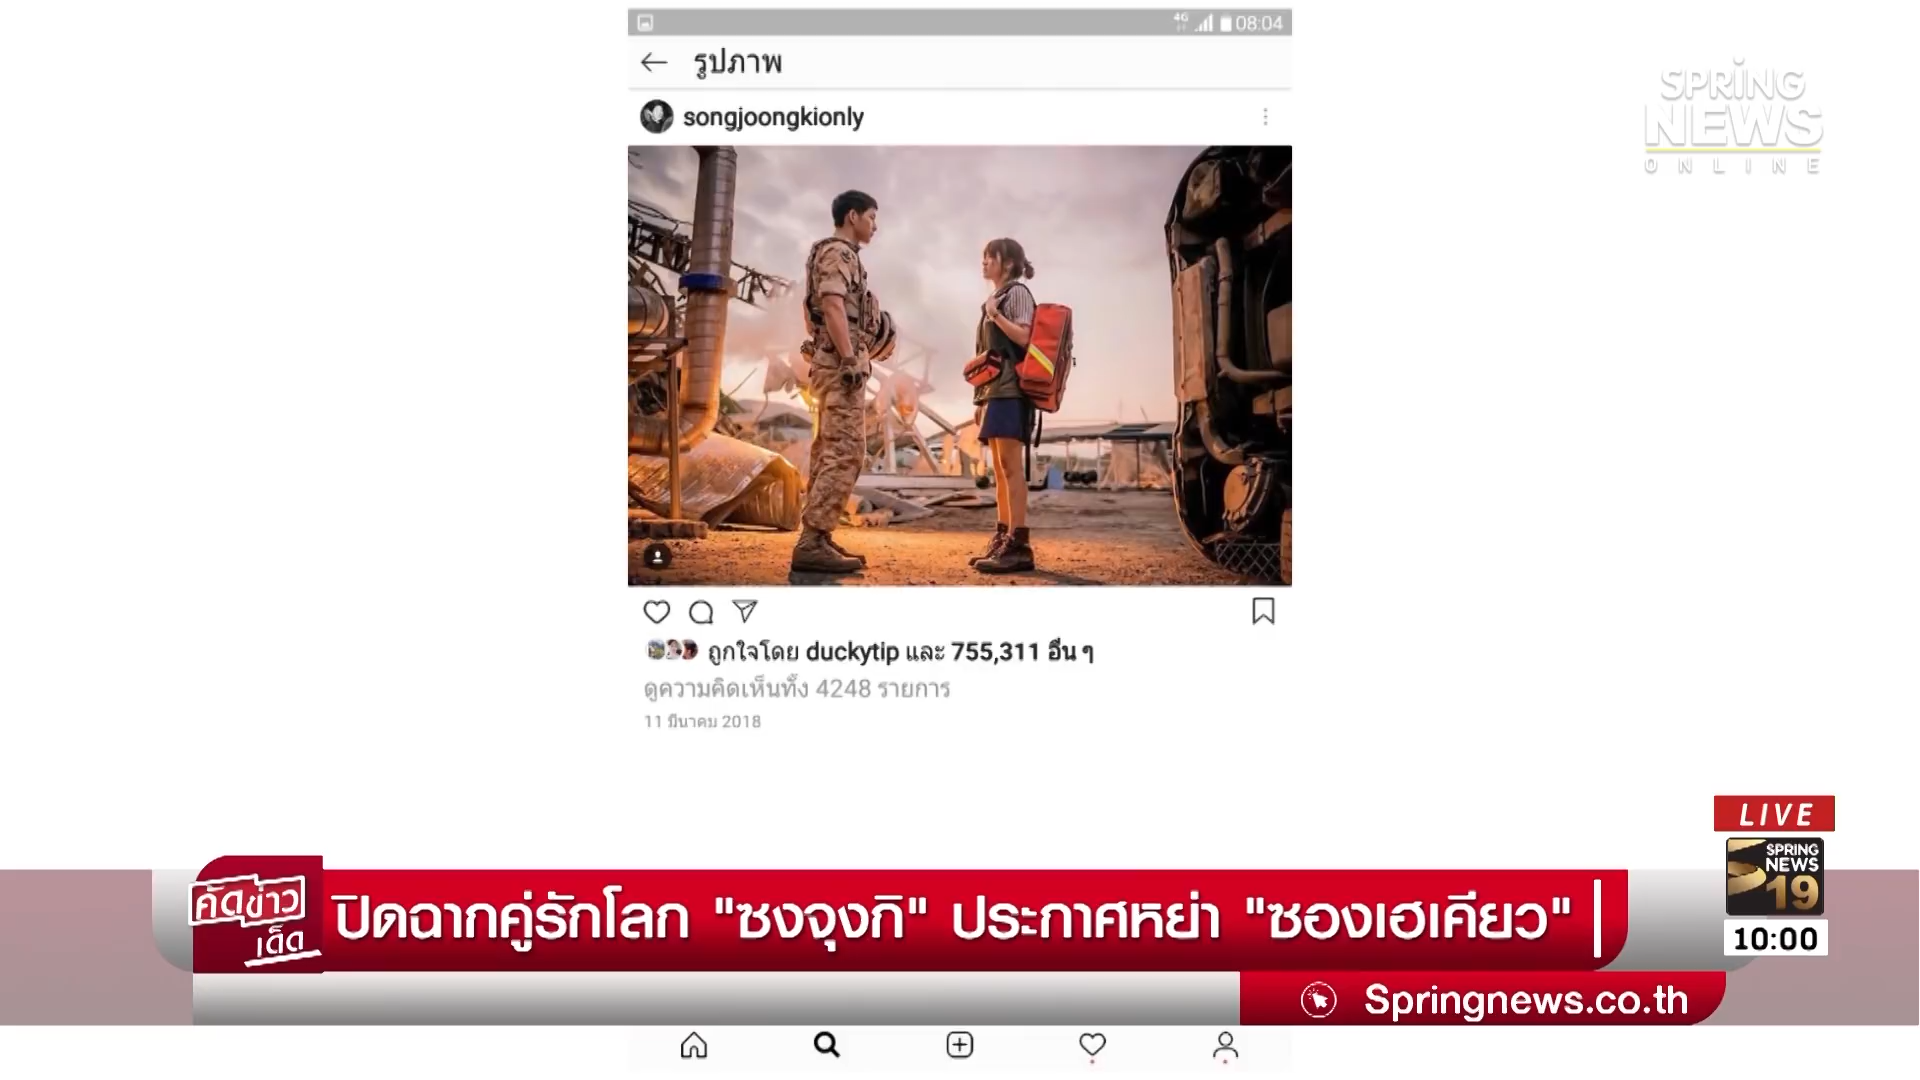 4G 08:04
รูปภาพ
songjoongkionly
SPRING
NEWS
ONLINE
ถูกใจโดย duckytip และ 755,311 อื่น ๆ
ดูความคิดเห็นทั้ง 4248 รายการ
11 มีนาคม 2018
LIVE
SPRING
NEWS
19
10:00
คัดข่าว
เด็ด
ปิดฉากคู่รักโลก "ซงจุงกิ" ประกาศหย่า "ซองเฮเคียว"
Springnews.co.th